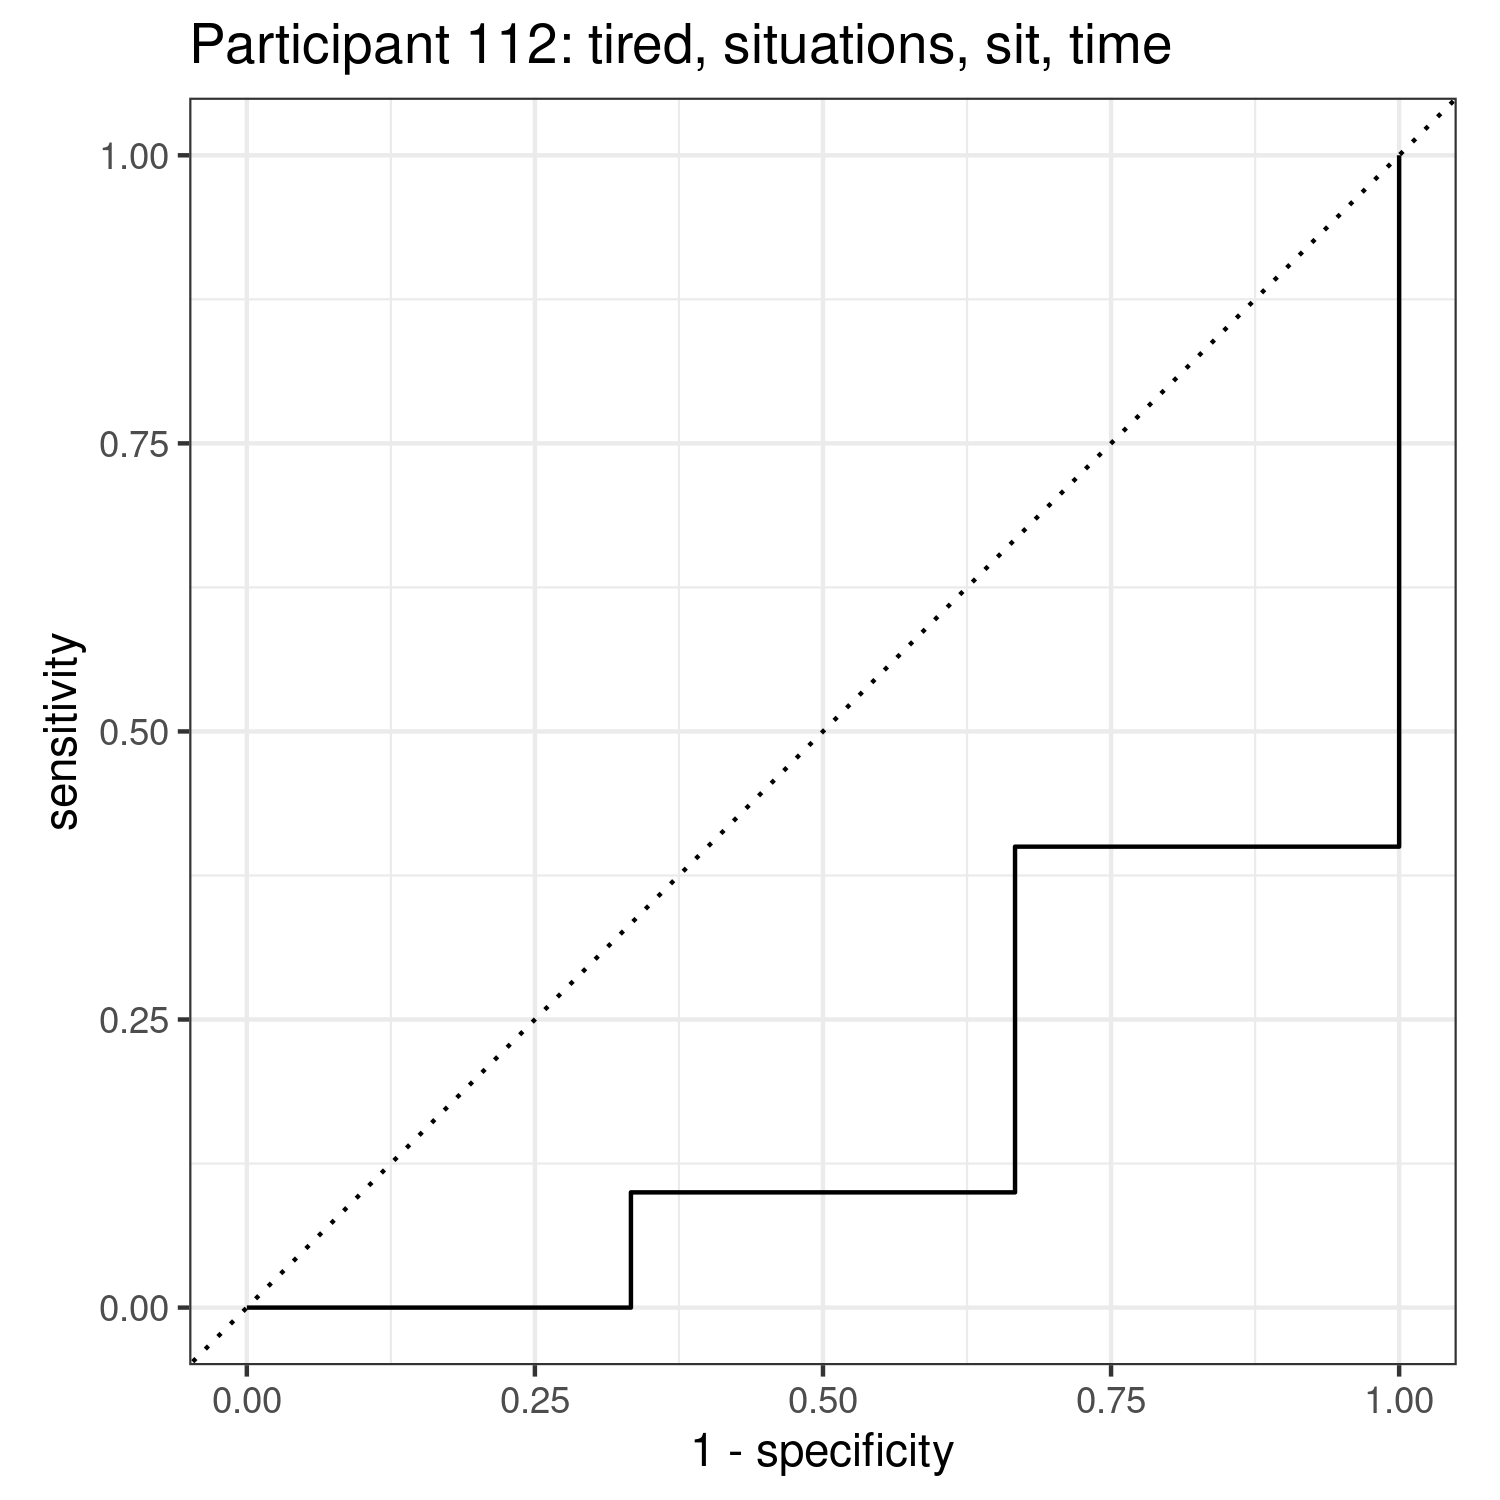 Participant 112: tired, situations, sit, time
1.00
0.75
0.50
0.25
0.00
sensitivity
0.00 0.25 0.50 0.75 1.00
1 - specificity